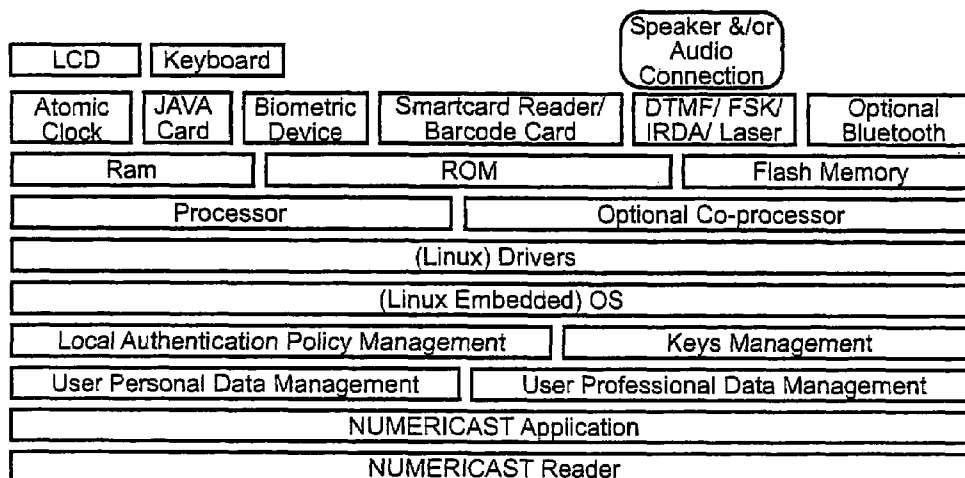 Speaker &/or
Audio
Connection
LCD
Keyboard
Atomic
Clock
JAVA
Card
Biometric
Device
Smartcard Reader/
Barcode Card
DTMF/ FSK/
IRDA/ Laser
Optional
Bluetooth
Ram
ROM
Flash Memory
Processor
Optional Co-processor
(Linux) Drivers
(Linux Embedded) OS
Local Authentication Policy Management
Keys Management
User Personal Data Management
User Professional Data Management
NUMERICAST Application
NUMERICAST Reader